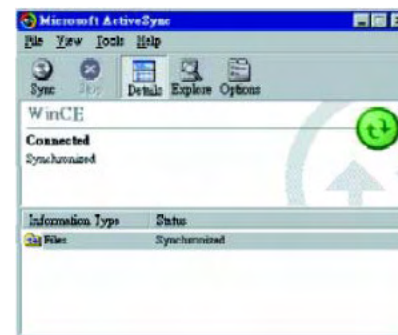 Microsoft ActiveSync
File View Tools Help
Sync Stop Details Explore Options
WinCE
Connected
Synchronized
Information Type Status
Files Synchronized